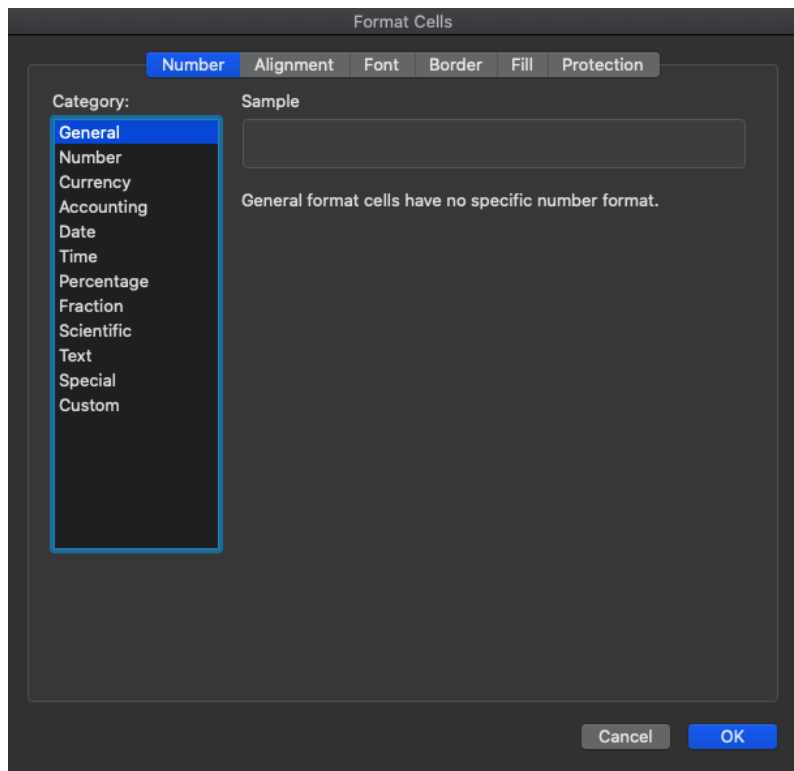 Format Cells
Number Alignment Font Border Fill Protection
Category:
General
Number
Currency
Accounting
Date
Time
Percentage
Fraction
Scientific
Text
Special
Custom
Sample
General format cells have no specific number format.
Cancel OK